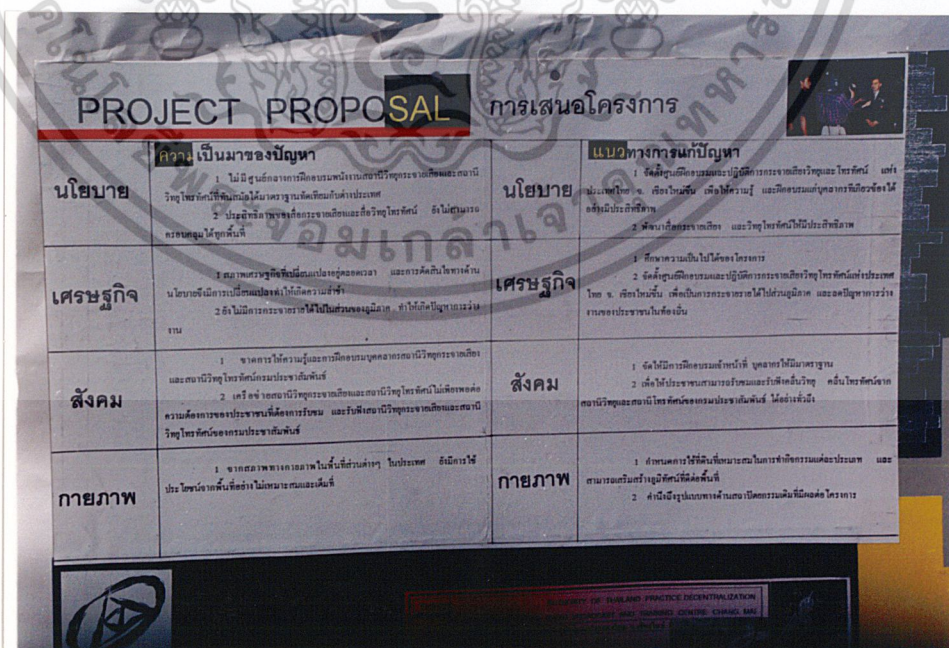 PROJECT PROPOSAL การเสนอโครงการ
ความเป็นมาของปัญหา
แนวทางการแก้ปัญหา
นโยบาย
1 ไม่มีศูนย์กลางการฝึกอบรมพนักงานสถานีวิทยุกระจายเสียงและสถานี
วิทยุโทรทัศน์ที่ทันสมัยได้มาตราฐานทัดเทียมกับต่างประเทศ
2 ประสิทธิภาพของสื่อกระจายเสียงและสื่อวิทยุโทรทัศน์ ยังไม่สามารถ
ครอบคลุมได้ทุกพื้นที่
นโยบาย
1 จัดตั้งศูนย์ฝึกอบรมและปฏิบัติการกระจายเสียงวิทยุและโทรทัศน์ แห่ง
ประเทศไทย จ. เชียงใหม่ขึ้น เพื่อให้ความรู้ และฝึกอบรมแก่บุคลากรที่เกี่ยวข้องได้
อย่างมีประสิทธิภาพ
2 พัฒนาสื่อกระจายเสียง และวิทยุโทรทัศน์ให้มีประสิทธิภาพ
เศรษฐกิจ
1 สภาพเศรษฐกิจที่เปลี่ยนแปลงอยู่ตลอดเวลา และการตัดสินใจทางด้าน
นโยบายจึงมีการเปลี่ยนแปลงทำให้เกิดความล่าช้า
2 ยังไม่มีการกระจายรายได้ไปในส่วนของภูมิภาค ทำให้เกิดปัญหาการว่าง
งาน
เศรษฐกิจ
1 ศึกษาความเป็นไปได้ของโครงการ
2 จัดตั้งศูนย์ฝึกอบรมและปฏิบัติการกระจายเสียงวิทยุโทรทัศน์แห่งประเทศ
ไทย จ. เชียงใหม่ขึ้น เพื่อเป็นการกระจายรายได้ไปส่วนภูมิภาค และลดปัญหาการว่าง
งานของประชาชนในท้องถิ่น
สังคม
1 ขาดการให้ความรู้และการฝึกอบรมบุคคลากรสถานีวิทยุกระจายเสียง
และสถานีวิทยุโทรทัศน์กรมประชาสัมพันธ์
2 เครือข่ายสถานีวิทยุกระจายเสียงและสถานีวิทยุโทรทัศน์ไม่เพียงพอต่อ
ความต้องการของประชาชนที่ต้องการรับชม และรับฟังสถานีวิทยุกระจายเสียงและสถานี
วิทยุโทรทัศน์ของกรมประชาสัมพันธ์
สังคม
1 จัดให้มีการฝึกอบรมเจ้าหน้าที่ บุคลากรให้มีมาตราฐาน
2 เพื่อให้ประชาชนสามารถรับชมและรับฟังคลื่นวิทยุ คลื่นโทรทัศน์จาก
สถานีวิทยุและสถานีโทรทัศน์ของกรมประชาสัมพันธ์ ได้อย่างทั่วถึง
กายภาพ
1 จากสภาพทางกายภาพในพื้นที่ส่วนต่างๆ ในประเทศ ยังมีการใช้
ประโยชน์จากพื้นที่อย่างไม่เหมาะสมและเต็มที่
กายภาพ
1 กำหนดการใช้ที่ดินที่เหมาะสมในการทำกิจกรรมแต่ละประเภท และ
สามารถเสริมสร้างภูมิทัศน์ที่ดีต่อพื้นที่
2 คำนึงถึงรูปแบบทางด้านสถาปัตยกรรมเดิมที่มีผลต่อโครงการ
OF THAILAND PRACTICE DECENTRALIZATION
AND TRAINING CENTRE CHIANG MAI